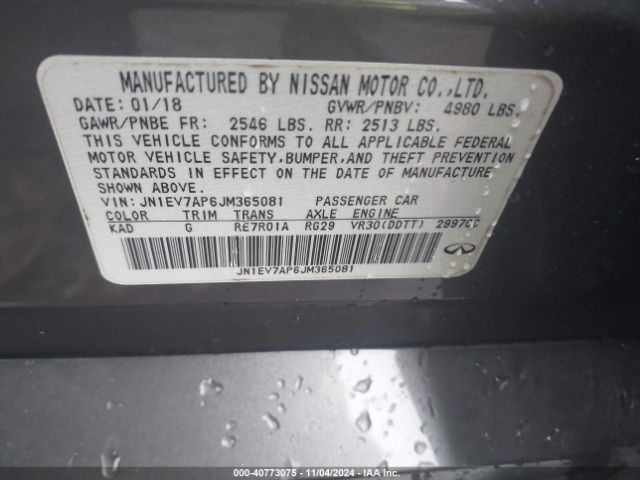 MANUFACTURED BY NISSAN MOTOR CO.,LTD.
DATE: 01/18 GVWR/PNBV: 4980 LBS.
GAWR/PNBE FR: 2546 LBS. RR: 2513 LBS.
THIS VEHICLE CONFORMS TO ALL APPLICABLE FEDERAL
MOTOR VEHICLE SAFETY,BUMPER,AND THEFT PREVENTION
STANDARDS IN EFFECT ON THE DATE OF MANUFACTURE
SHOWN ABOVE.
VIN: JN1EV7AP6JM365081 PASSENGER CAR
COLOR TRIM TRANS AXLE ENGINE
KAD G RE7R01A RG29 VR30(DDTT) 2997CC
JN1EV7AP6JM365081
000-40773075 - 11/04/2024 - IAA Inc.